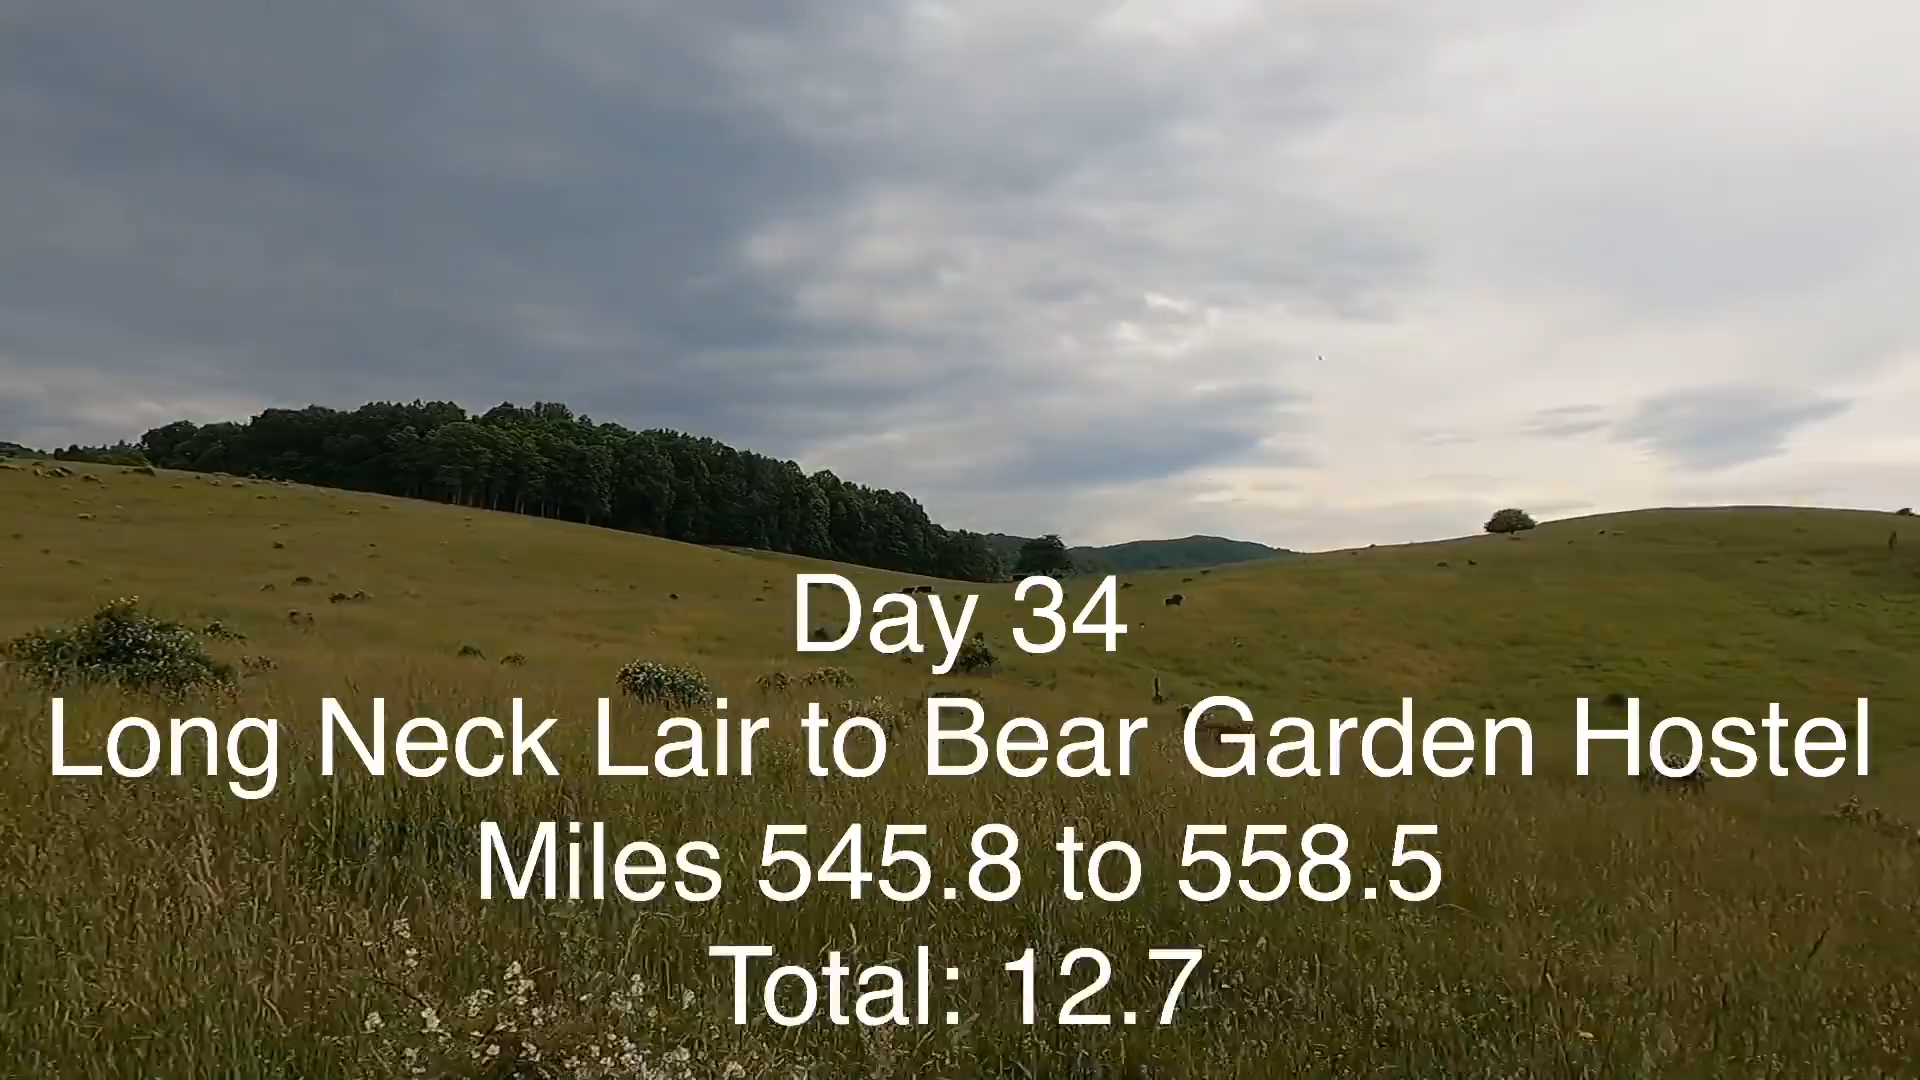 Day 34
Long Neck Lair to Bear Garden Hostel
Miles 545.8 to 558.5
Total: 12.7